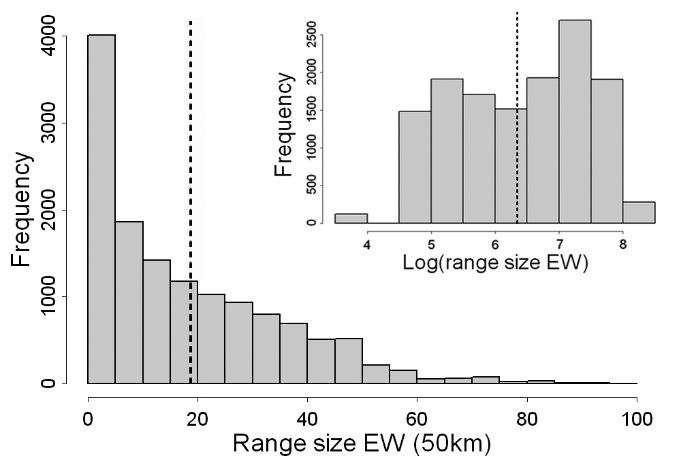 Frequency
4000
3000
2000
1000
0
0 20 40 60 80 100
Range size EW (50km)
Frequency
2500
2000
1500
1000
500
0
4 5 6 7 8
Log(range size EW)